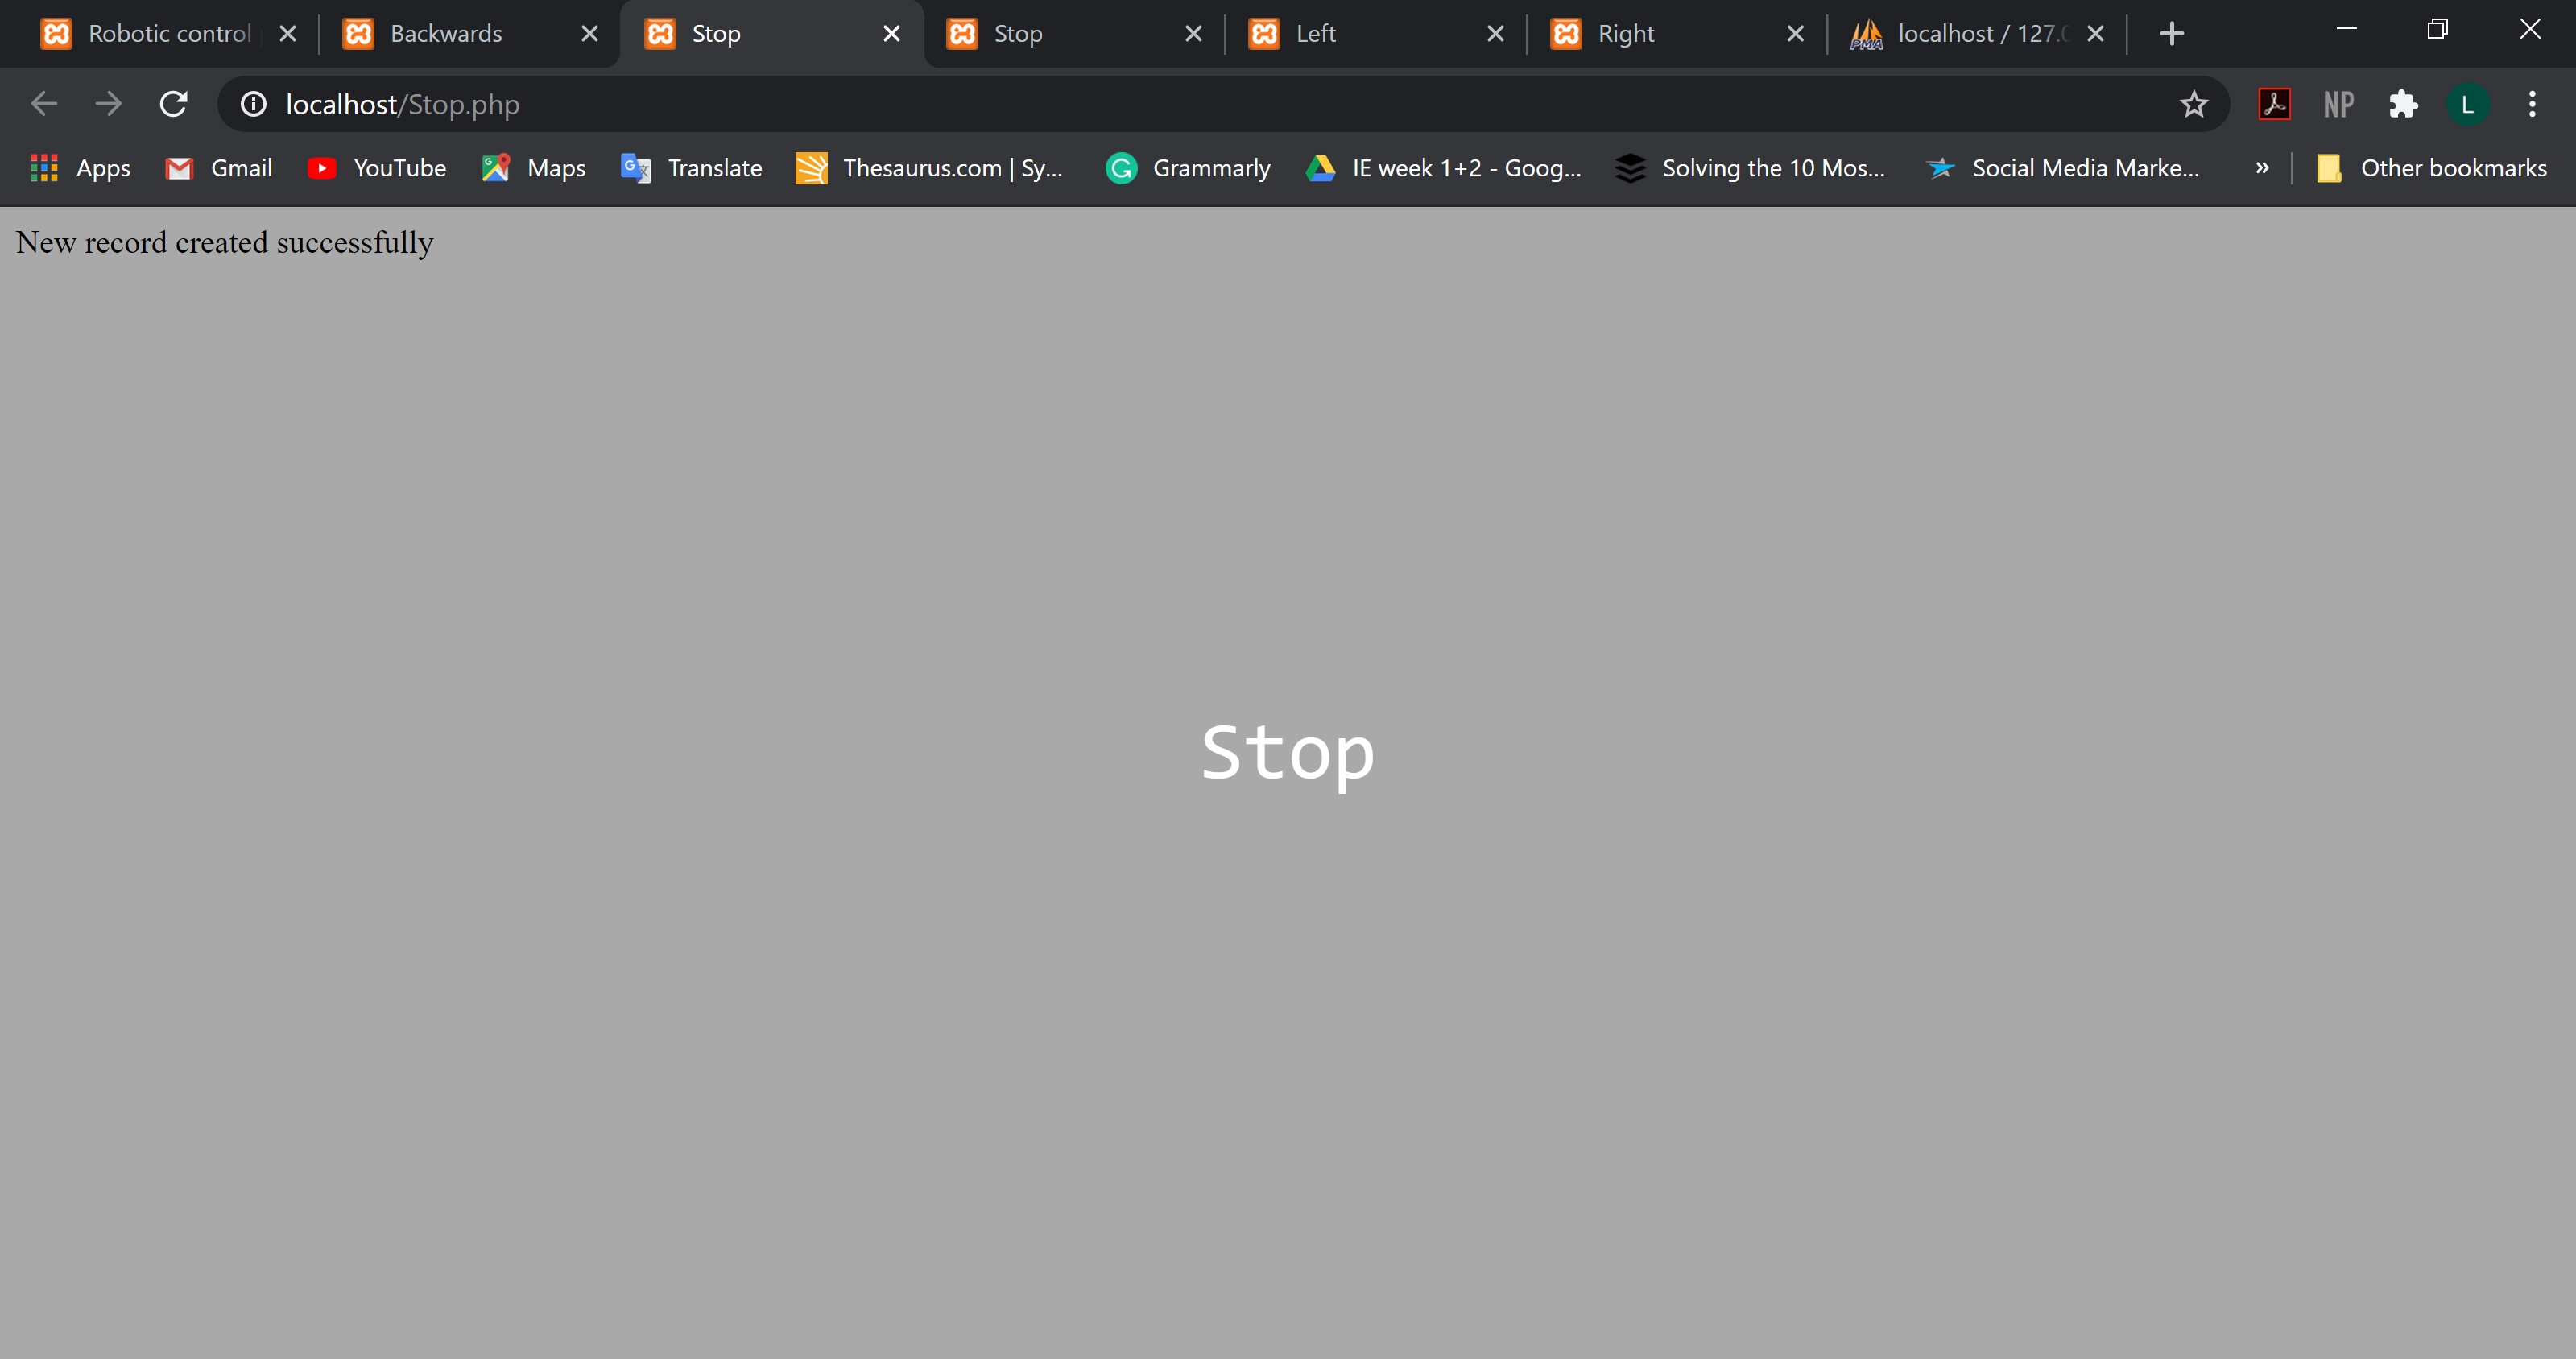 Robotic control
Backwards
Stop
Stop
Left
Right
localhost / 127.0
localhost/Stop.php
NP
L
Apps
Gmail
YouTube
Maps
Translate
Thesaurus.com | Sy...
Grammarly
IE week 1+2 - Goog...
Solving the 10 Mos...
Social Media Marke...
»
Other bookmarks
New record created successfully
Stop